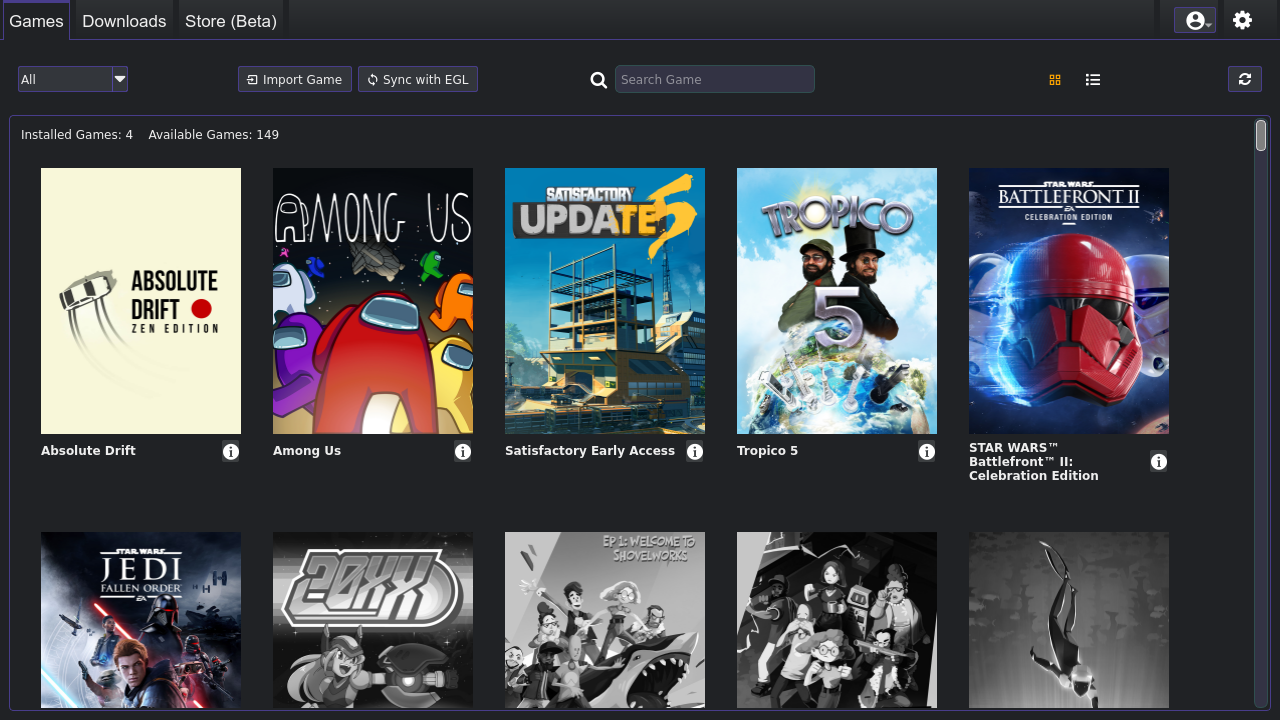 Games
Downloads
Store (Beta)
All
Import Game
Sync with EGL
Search Game
Installed Games: 4
Available Games: 149
ABSOLUTE
DRIFT
ZEN EDITION
AMONG US
SATISFACTORY
UPDATE 5
TROPICO
5
STAR WARS
BATTLEFRONT II
EA
CELEBRATION EDITION
Absolute Drift
Among Us
Satisfactory Early Access
Tropico 5
STAR WARS™
Battlefront™ II:
Celebration Edition
STAR WARS
JEDI
FALLEN ORDER
EA
20XX
EP 1: WELCOME TO
SHOVELWORKS